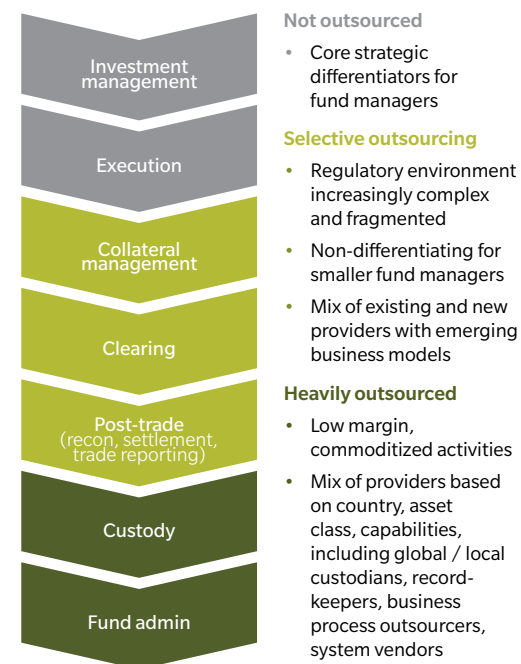 Investment
management
Execution
Collateral
management
Clearing
Post-trade
(recon, settlement,
trade reporting)
Custody
Fund admin
Not outsourced
• Core strategic
differentiators for
fund managers
Selective outsourcing
• Regulatory environment
increasingly complex
and fragmented
• Non-differentiating for
smaller fund managers
• Mix of existing and new
providers with emerging
business models
Heavily outsourced
• Low margin,
commoditized activities
• Mix of providers based
on country, asset
class, capabilities,
including global / local
custodians, record-
keepers, business
process outsourcers,
system vendors